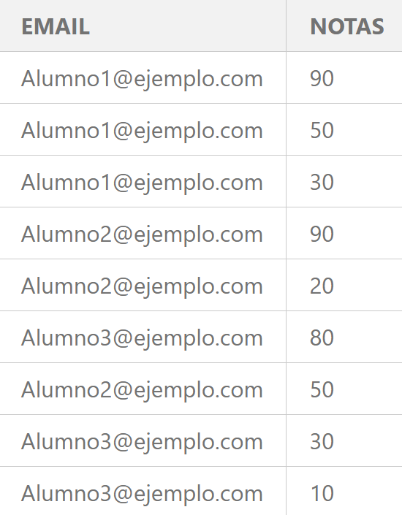 EMAIL NOTAS
Alumno1@ejemplo.com 90
Alumno1@ejemplo.com 50
Alumno1@ejemplo.com 30
Alumno2@ejemplo.com 90
Alumno2@ejemplo.com 20
Alumno3@ejemplo.com 80
Alumno2@ejemplo.com 50
Alumno3@ejemplo.com 30
Alumno3@ejemplo.com 10